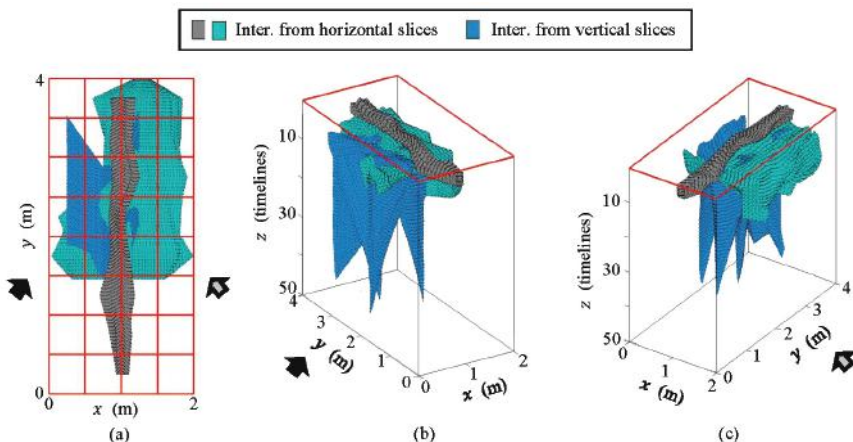 Inter. from horizontal slices
Inter. from vertical slices
4
y (m)
0
x (m)
2
(a)
10
z (timelines)
30
50
4
3
2
1
0
y (m)
0
1
2
x (m)
(b)
10
z (timelines)
30
50
0
1
2
x (m)
0
1
2
3
4
y (m)
(c)